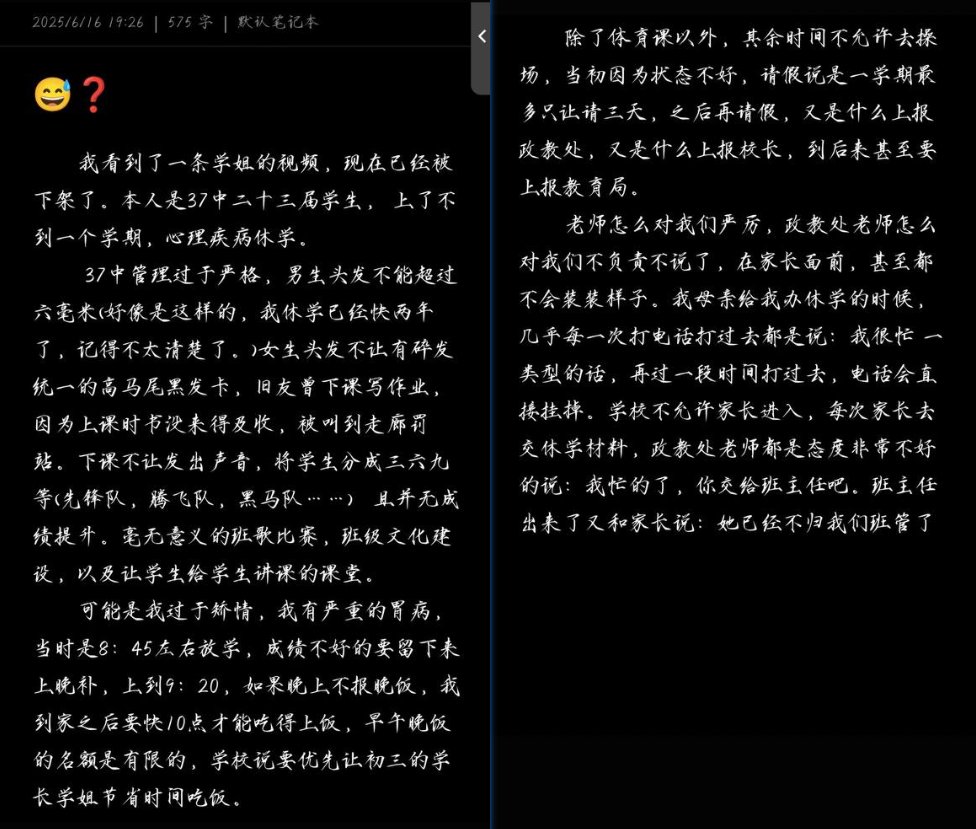 2025/6/16 19:26 | 575 字 | 默认笔记本
😅❓
我看到了一条学姐的视频，现在已经被
下架了。本人是37中二十三届学生， 上了不
到一个学期，心理疾病休学。
37中管理过于严格，男生头发不能超过
六毫米(好像是这样的，我休学已经快两年
了，记得不太清楚了。)女生头发不让有碎发
统一的高马尾黑发卡，旧友曾下课写作业，
因为上课时书没来得及收，被叫到走廊罚
站。下课不让发出声音，将学生分成三六九
等(先锋队，腾飞队，黑马队……) 且并无成
绩提升。毫无意义的班歌比赛，班级文化建
设，以及让学生给学生讲课的课堂。
可能是我过于矫情，我有严重的胃病，
当时是8：45左右放学，成绩不好的要留下来
上晚补，上到9：20，如果晚上不报晚饭，我
到家之后要快10点才能吃得上饭，早午晚饭
的名额是有限的，学校说要优先让初三的学
长学姐节省时间吃饭。
除了体育课以外，其余时间不允许去操
场，当初因为状态不好，请假说是一学期最
多只让请三天，之后再请假，又是什么上报
政教处，又是什么上报校长，到后来甚至要
上报教育局。
老师怎么对我们严厉，政教处老师怎么
对我们不负责不说了，在家长面前，甚至都
不会装装样子。我母亲给我办休学的时候，
几乎每一次打电话打过去都是说：我很忙 一
类型的话，再过一段时间打过去，电话会直
接挂掉。学校不允许家长进入，每次家长去
交休学材料，政教处老师都是态度非常不好
的说：我忙的了，你交给班主任吧。班主任
出来了又和家长说：她已经不归我们班管了